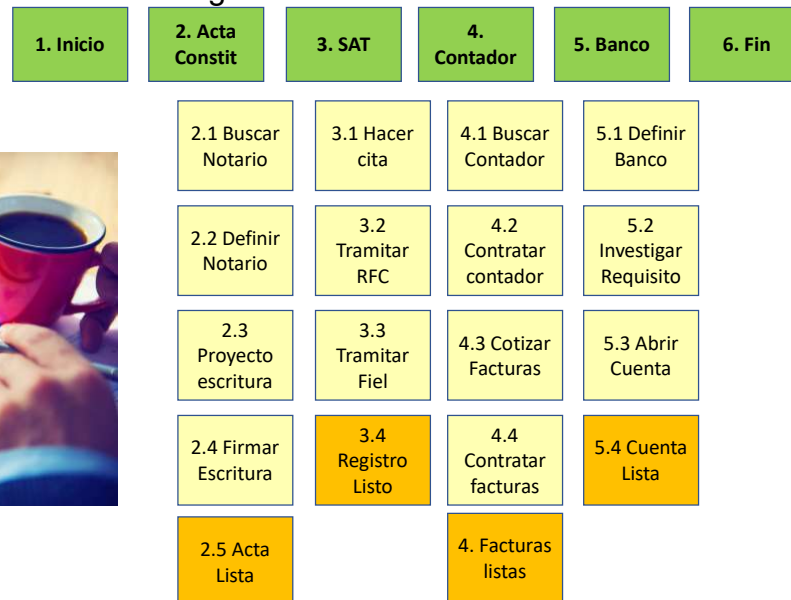 1. Inicio
2. Acta
Constit
3. SAT
4.
Contador
5. Banco
6. Fin
2.1 Buscar
Notario
3.1 Hacer
cita
4.1 Buscar
Contador
5.1 Definir
Banco
2.2 Definir
Notario
3.2
Tramitar
RFC
4.2
Contratar
contador
5.2
Investigar
Requisito
2.3
Proyecto
escritura
3.3
Tramitar
Fiel
4.3 Cotizar
Facturas
5.3 Abrir
Cuenta
2.4 Firmar
Escritura
3.4
Registro
Listo
4.4
Contratar
facturas
5.4 Cuenta
Lista
2.5 Acta
Lista
4. Facturas
listas